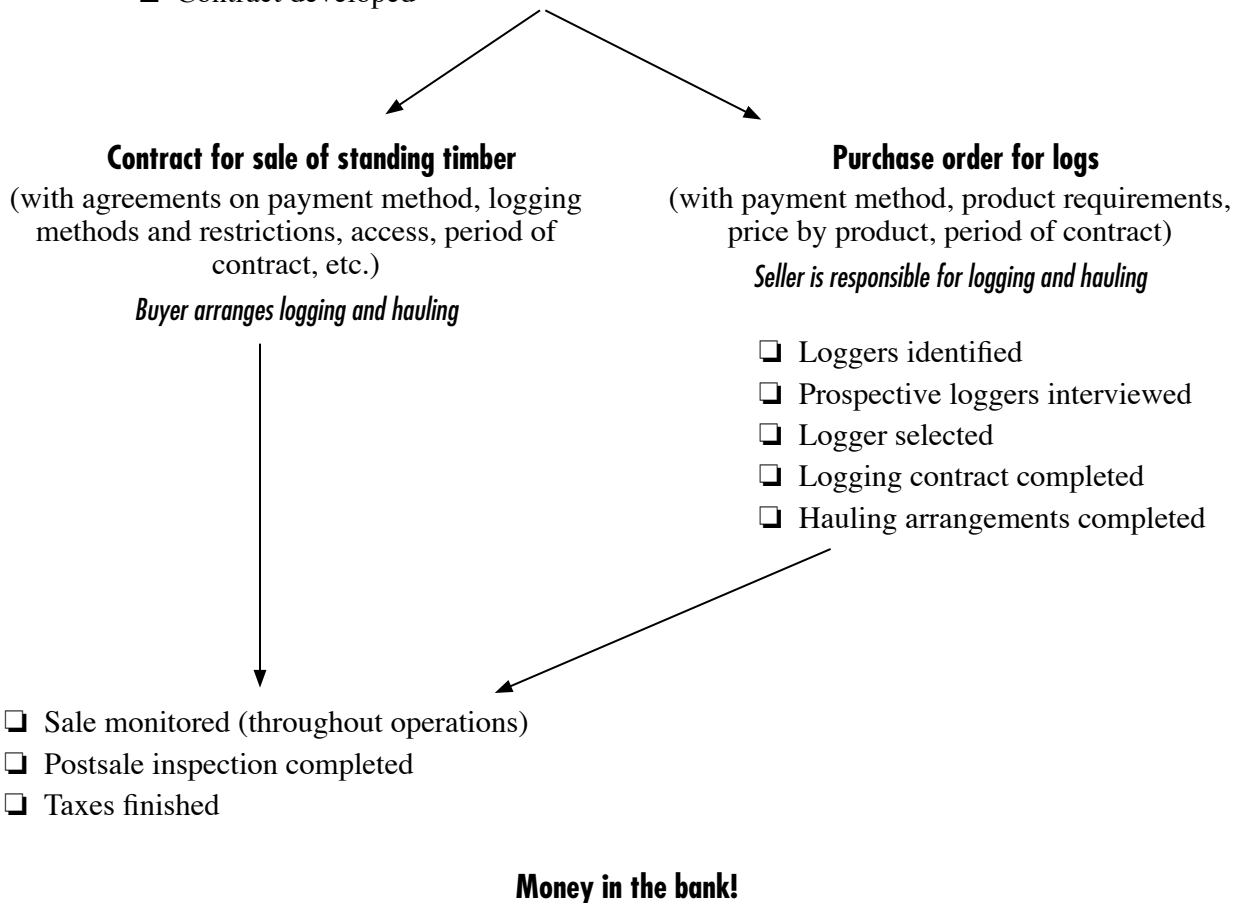 ❏ Contract developed
Contract for sale of standing timber
(with agreements on payment method, logging
methods and restrictions, access, period of
contract, etc.)
Buyer arranges logging and hauling
Purchase order for logs
(with payment method, product requirements,
price by product, period of contract)
Seller is responsible for logging and hauling
❏ Loggers identified
❏ Prospective loggers interviewed
❏ Logger selected
❏ Logging contract completed
❏ Hauling arrangements completed
❏ Sale monitored (throughout operations)
❏ Postsale inspection completed
❏ Taxes finished
Money in the bank!